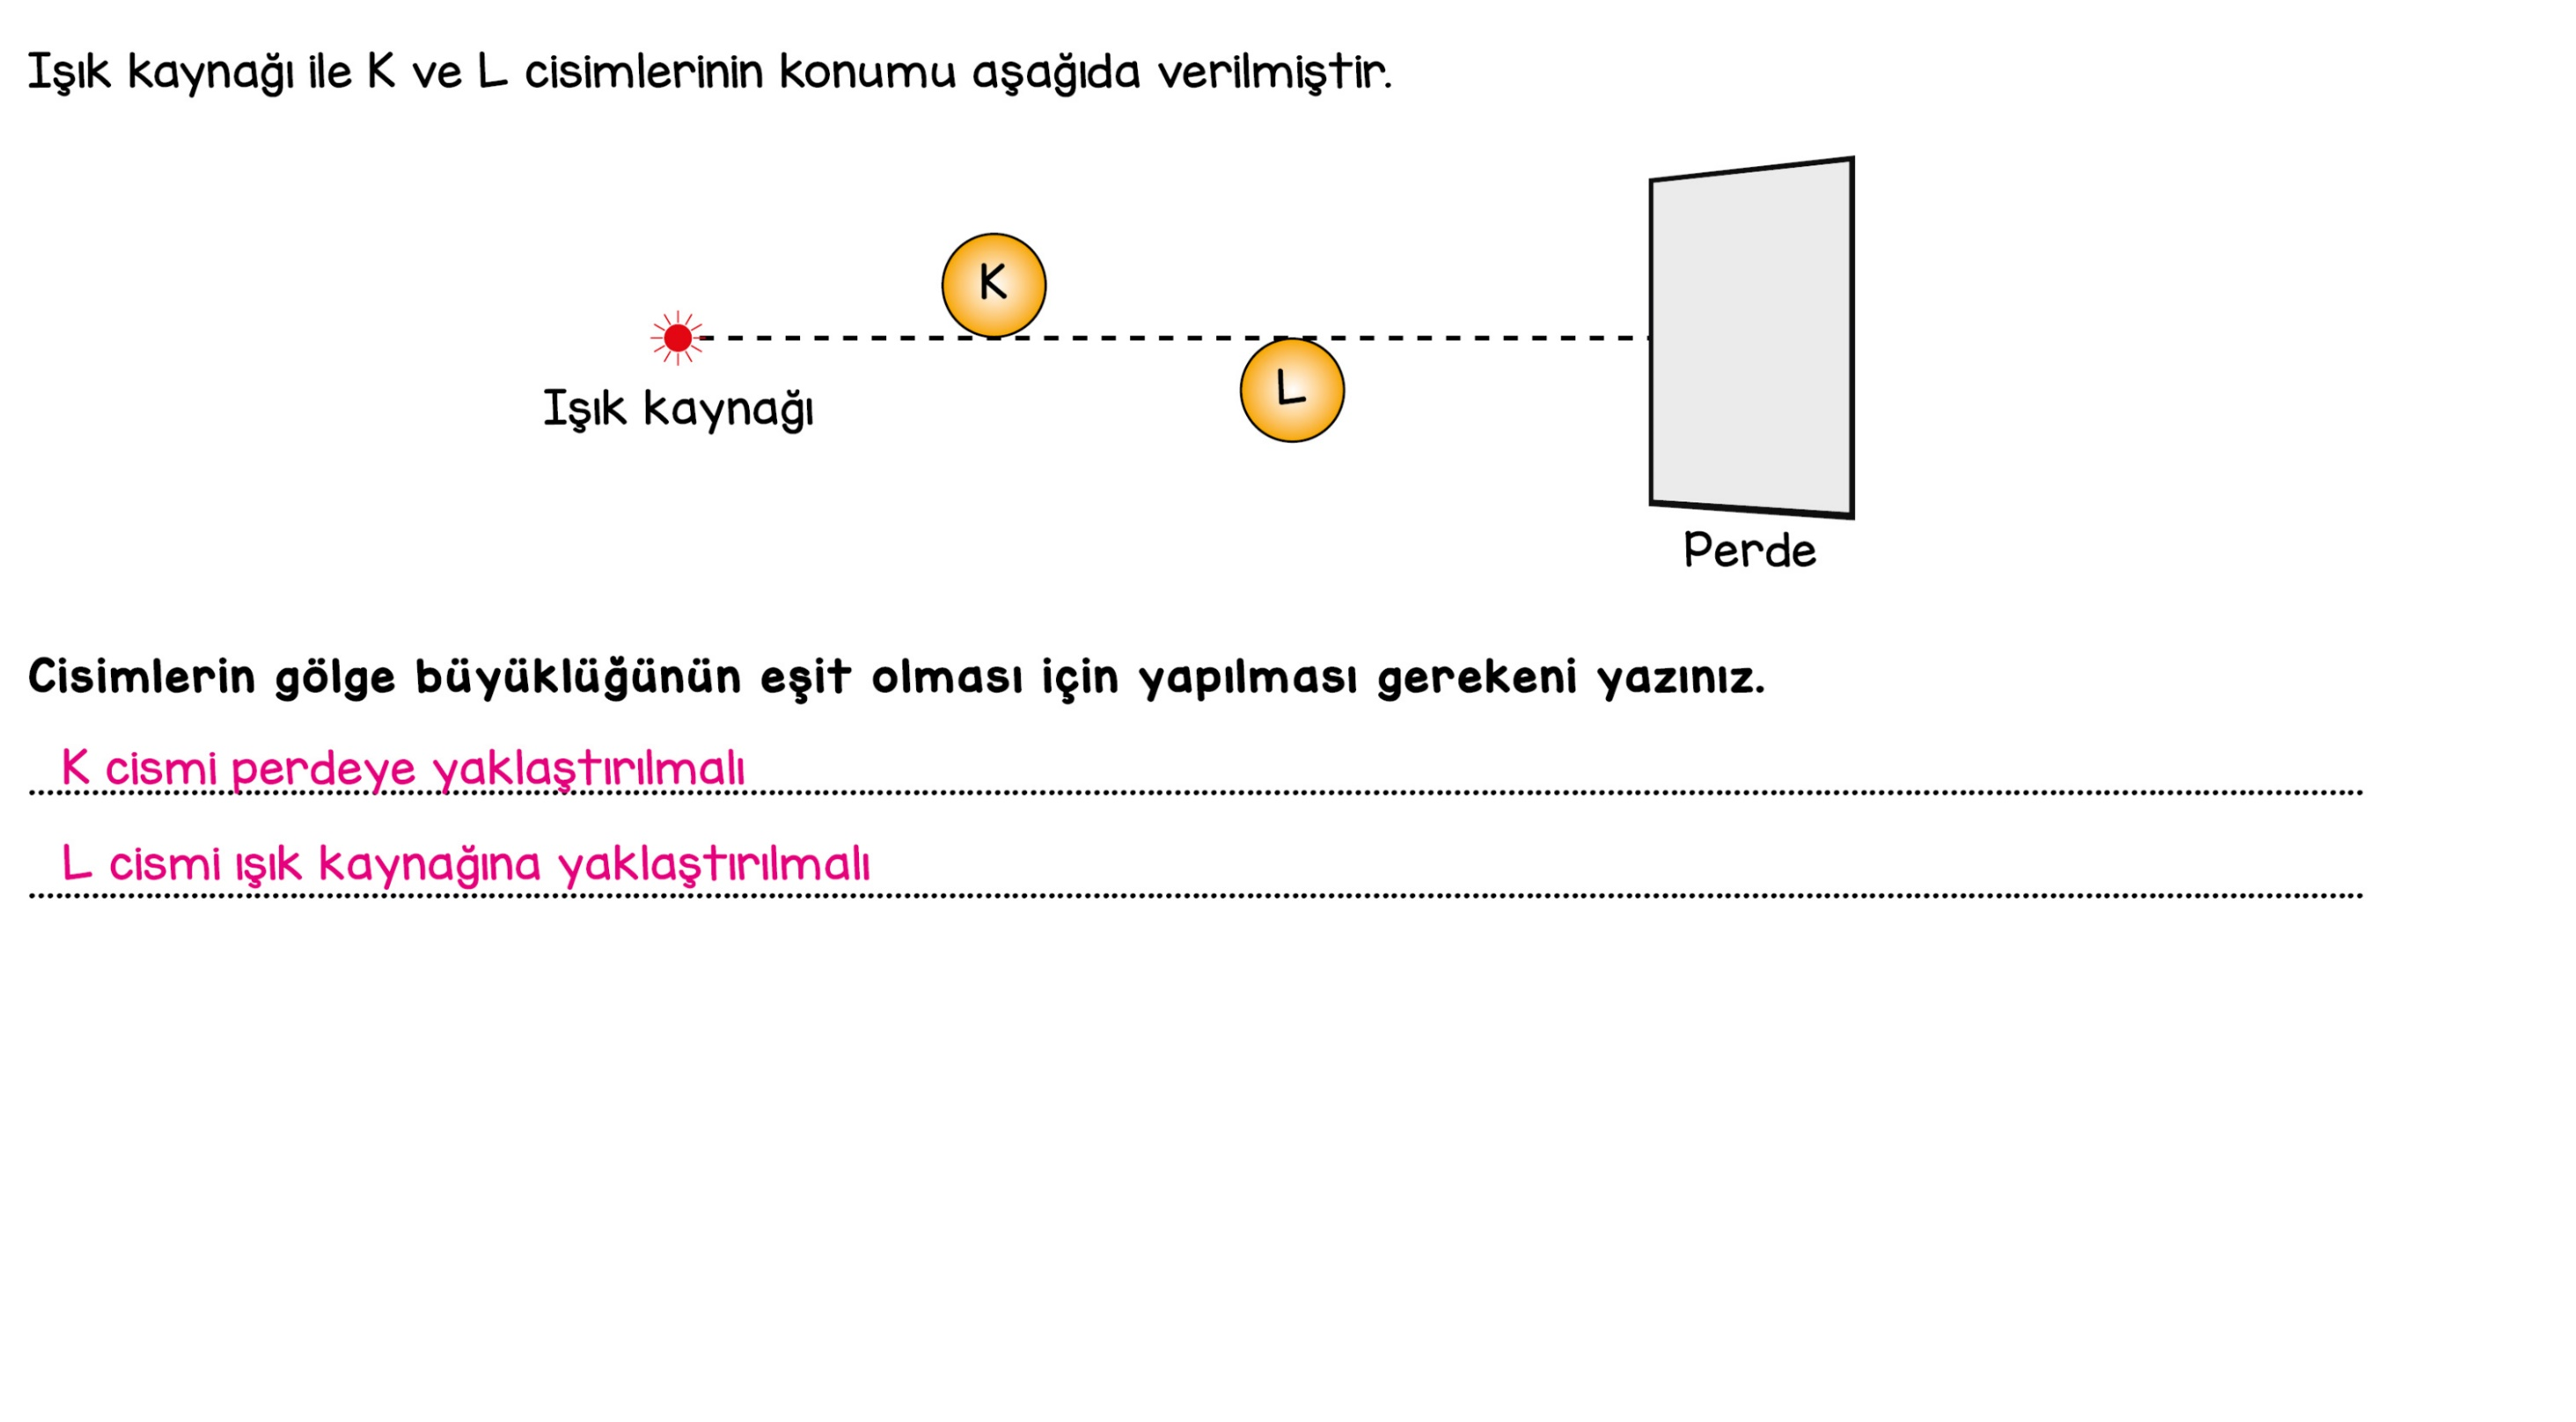 Işık kaynağı ile K ve L cisimlerinin konumu aşağıda verilmiştir.
K
L
Işık kaynağı
Perde
Cisimlerin gölge büyüklüğünün eşit olması için yapılması gerekeni yazınız.
K cismi perdeye yaklaştırılmalı
L cismi ışık kaynağına yaklaştırılmalı